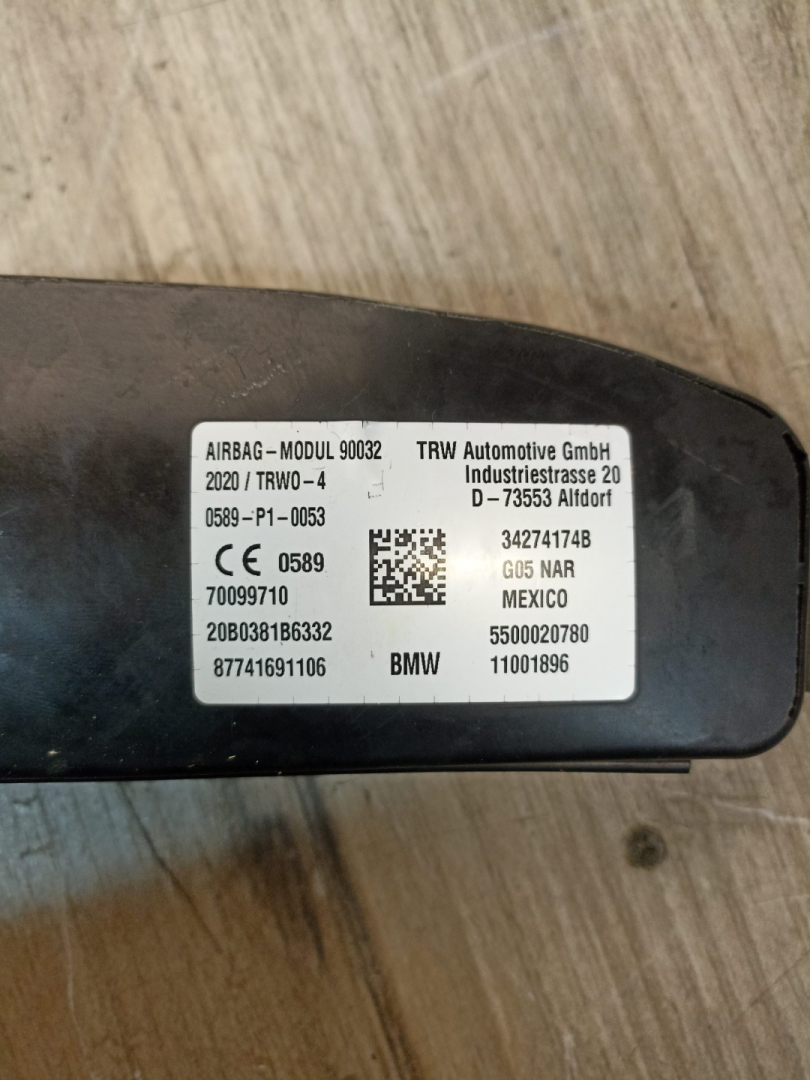 AIRBAG-MODUL 90032
2020 / TRWO-4
0589-P1-0053
CE 0589
70099710
20B0381B6332
87741691106
BMW
TRW Automotive GmbH
Industriestrasse 20
D-73553 Alfdorf
34274174B
G05 NAR
MEXICO
5500020780
11001896